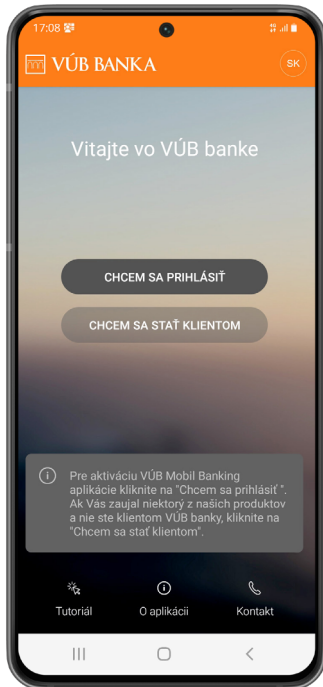 17:08
VÚB BANKA
SK
Vitajte vo VÚB banke
CHCEM SA PRIHLÁSIŤ
CHCEM SA STAŤ KLIENTOM
Pre aktiváciu VÚB Mobil Banking
aplikácie kliknite na "Chcem sa prihlásiť ".
Ak Vás zaujal niektorý z našich produktov
a nie ste klientom VÚB banky, kliknite na
"Chcem sa stať klientom".
Tutoriál
O aplikácii
Kontakt